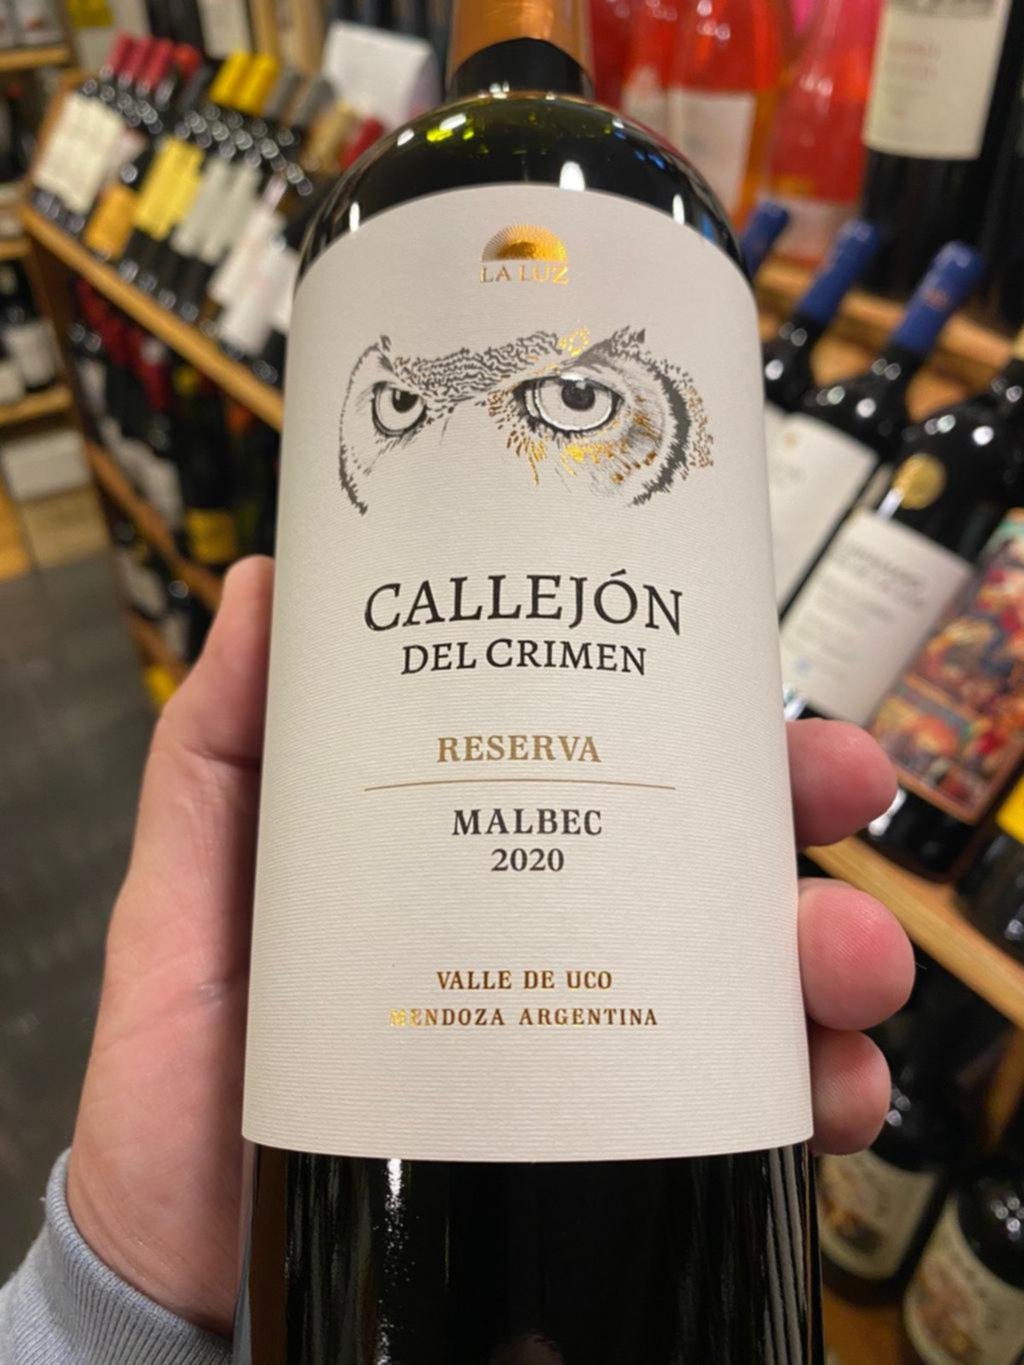 LA LUZ
CALLEJÓN
DEL CRIMEN
RESERVA
MALBEC
2020
VALLE DE UCO
MENDOZA ARGENTINA